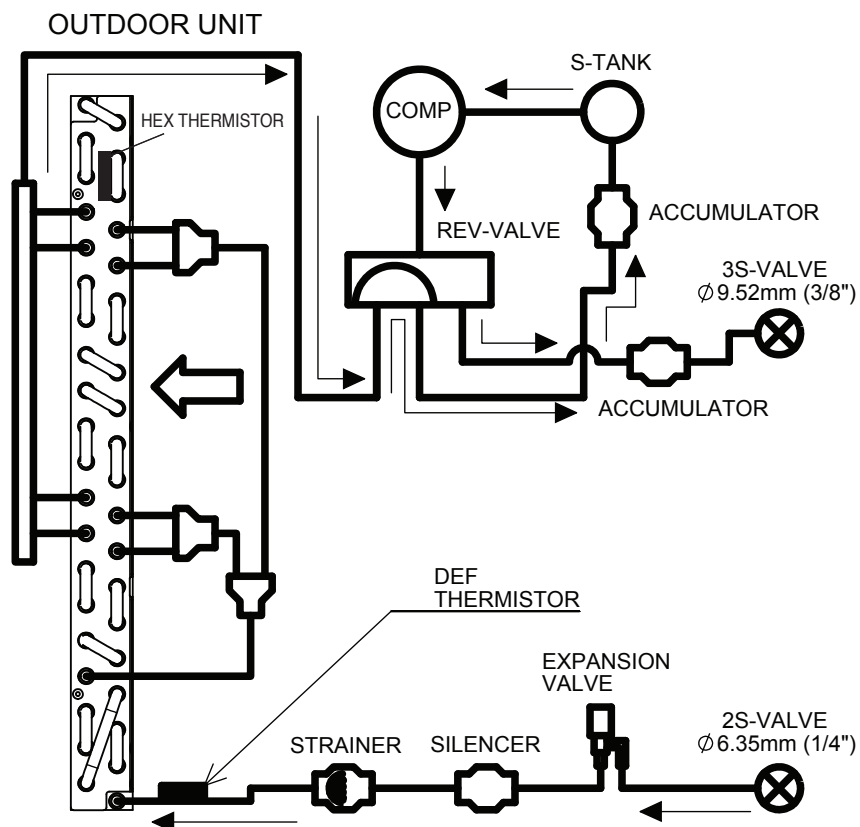 OUTDOOR UNIT
S-TANK
COMP
HEX THERMISTOR
REV-VALVE
ACCUMULATOR
3S-VALVE
∅9.52mm (3/8")
ACCUMULATOR
DEF
THERMISTOR
EXPANSION
VALVE
STRAINER
SILENCER
2S-VALVE
∅6.35mm (1/4")